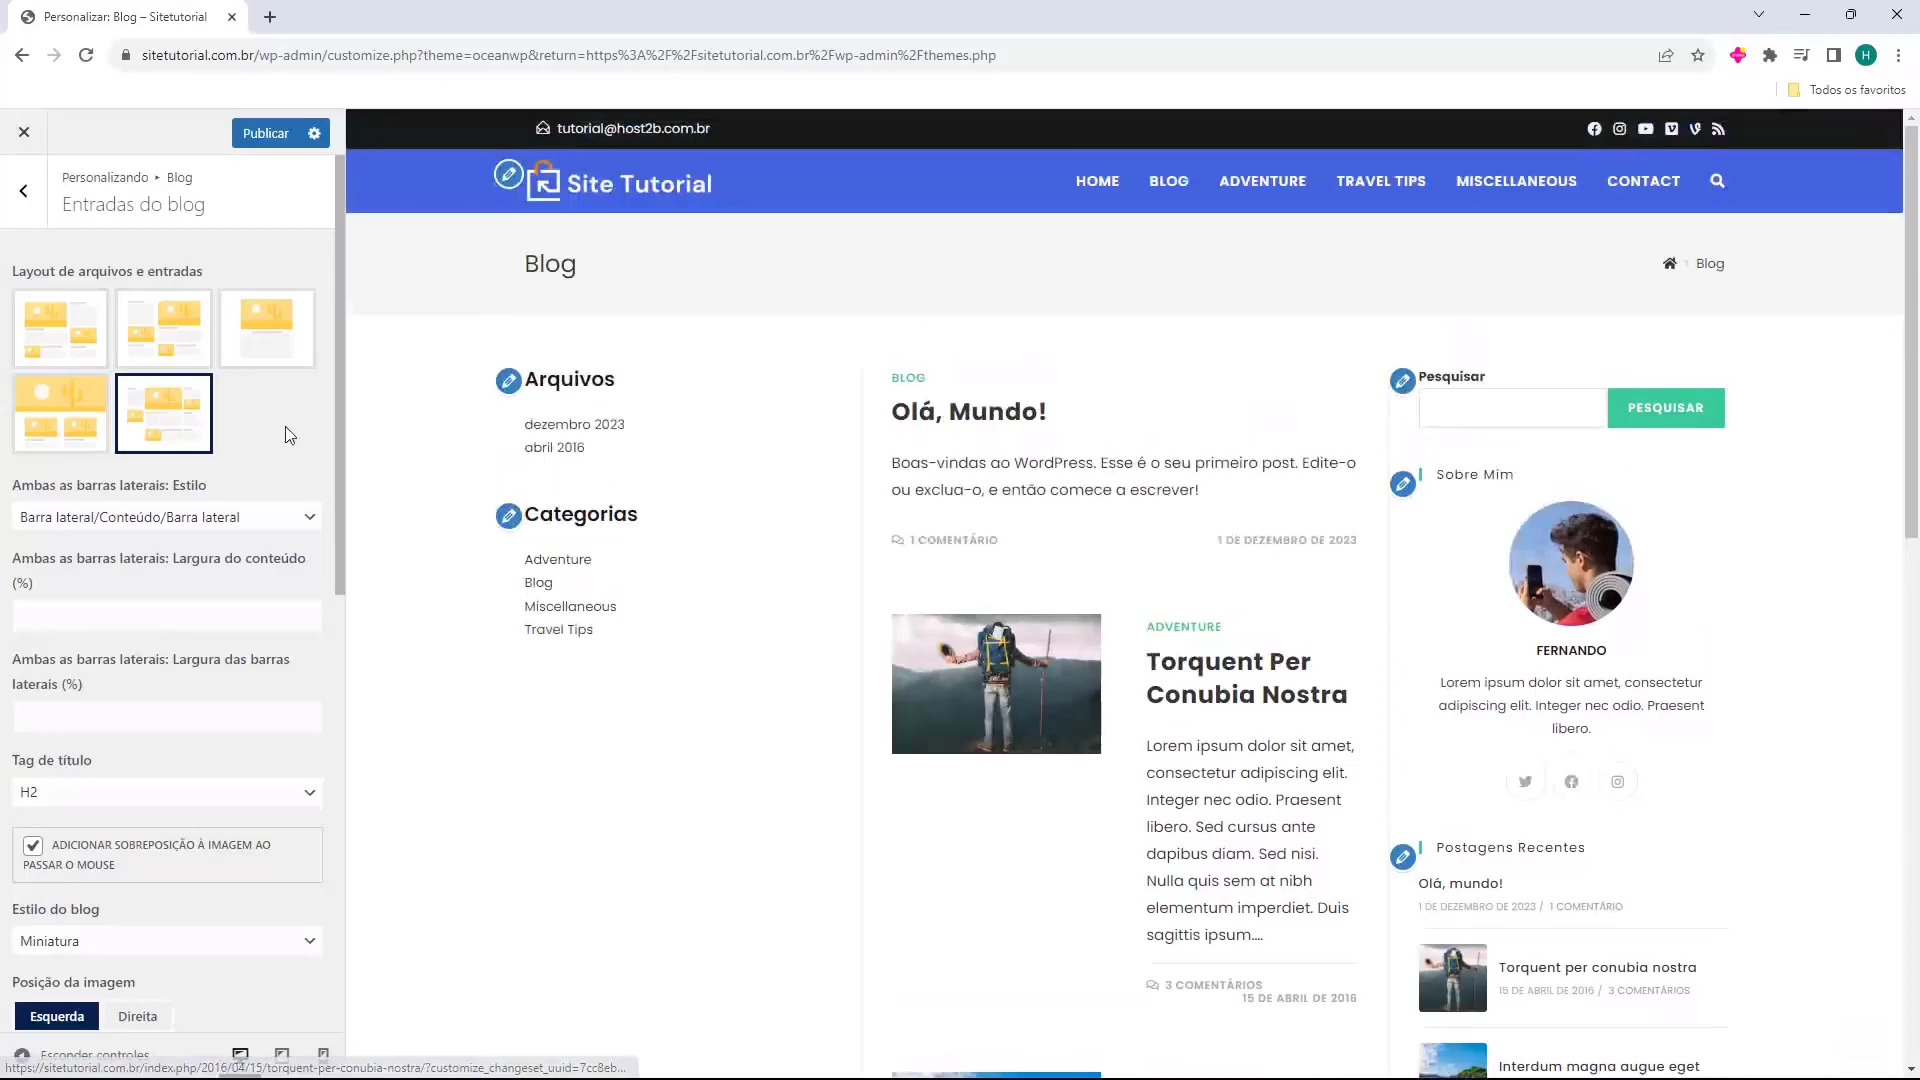 Personalizar: Blog – Sitetutorial
sitetutorial.com.br/wp-admin/customize.php?theme=oceanwp&return=https%3A%2F%2Fsitetutorial.com.br%2Fwp-admin%2Fthemes.php
H
Todos os favoritos
Publicar
Personalizando ▸ Blog
Entradas do blog
Layout de arquivos e entradas
Ambas as barras laterais: Estilo
Barra lateral/Conteúdo/Barra lateral
Ambas as barras laterais: Largura do conteúdo
(%)
Ambas as barras laterais: Largura das barras
laterais (%)
Tag de título
H2
ADICIONAR SOBREPOSIÇÃO À IMAGEM AO
PASSAR O MOUSE
Estilo do blog
Miniatura
Posição da imagem
Esquerda
Direita
Esconder controles
https://sitetutorial.com.br/index.php/2016/04/15/torquent-per-conubia-nostra/?customize_changeset_uuid=7cc8eb...
tutorial@host2b.com.br
Site Tutorial
HOME
BLOG
ADVENTURE
TRAVEL TIPS
MISCELLANEOUS
CONTACT
Blog
Blog
Arquivos
dezembro 2023
abril 2016
Categorias
Adventure
Blog
Miscellaneous
Travel Tips
BLOG
Olá, Mundo!
Boas-vindas ao WordPress. Esse é o seu primeiro post. Edite-o
ou exclua-o, e então comece a escrever!
1 COMENTÁRIO
1 DE DEZEMBRO DE 2023
ADVENTURE
Torquent Per
Conubia Nostra
Lorem ipsum dolor sit amet,
consectetur adipiscing elit.
Integer nec odio. Praesent
libero. Sed cursus ante
dapibus diam. Sed nisi.
Nulla quis sem at nibh
elementum imperdiet. Duis
sagittis ipsum....
3 COMENTÁRIOS
15 DE ABRIL DE 2016
Pesquisar
PESQUISAR
Sobre Mim
FERNANDO
Lorem ipsum dolor sit amet, consectetur
adipiscing elit. Integer nec odio. Praesent
libero.
Postagens Recentes
Olá, mundo!
1 DE DEZEMBRO DE 2023 / 1 COMENTÁRIO
Torquent per conubia nostra
15 DE ABRIL DE 2016 / 3 COMENTÁRIOS
Interdum magna augue eget